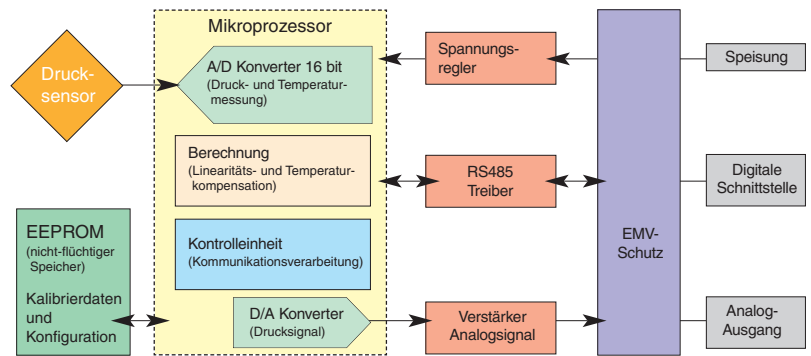 Mikroprozessor
Druck-
sensor
A/D Konverter 16 bit
(Druck- und Temperatur-
messung)
Spannungs-
regler
Speisung
Berechnung
(Linearitäts- und Temperatur-
kompensation)
RS485
Treiber
Digitale
Schnittstelle
EEPROM
(nicht-flüchtiger
Speicher)
Kalibrierdaten
und
Konfiguration
Kontrolleinheit
(Kommunikationsverarbeitung)
EMV-
Schutz
D/A Konverter
(Drucksignal)
Verstärker
Analogsignal
Analog-
Ausgang